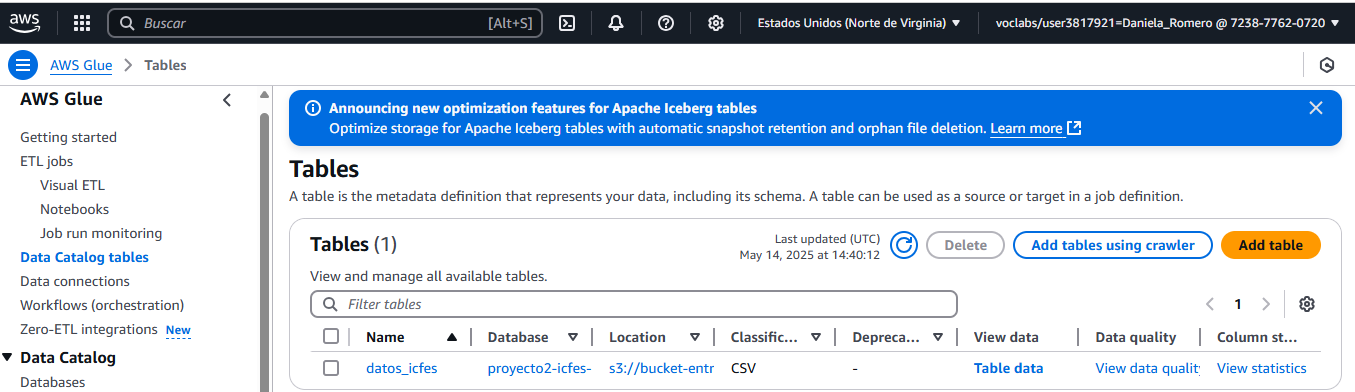 aws
Buscar [Alt+S] Estados Unidos (Norte de Virginia) voclabs/user3817921=Daniela_Romero @ 7238-7762-0720
AWS Glue > Tables
AWS Glue
Getting started
ETL jobs
Visual ETL
Notebooks
Job run monitoring
Data Catalog tables
Data connections
Workflows (orchestration)
Zero-ETL integrations New
Data Catalog
Databases
Announcing new optimization features for Apache Iceberg tables
Optimize storage for Apache Iceberg tables with automatic snapshot retention and orphan file deletion. Learn more
Tables
A table is the metadata definition that represents your data, including its schema. A table can be used as a source or target in a job definition.
Tables (1)
Last updated (UTC)
May 14, 2025 at 14:40:12
Delete
Add tables using crawler
Add table
View and manage all available tables.
Filter tables
1
Name Database Location Classific... Depreca... View data Data quality Column st...
datos_icfes proyecto2-icfes- s3://bucket-entr CSV - Table data View data qualit View statistics